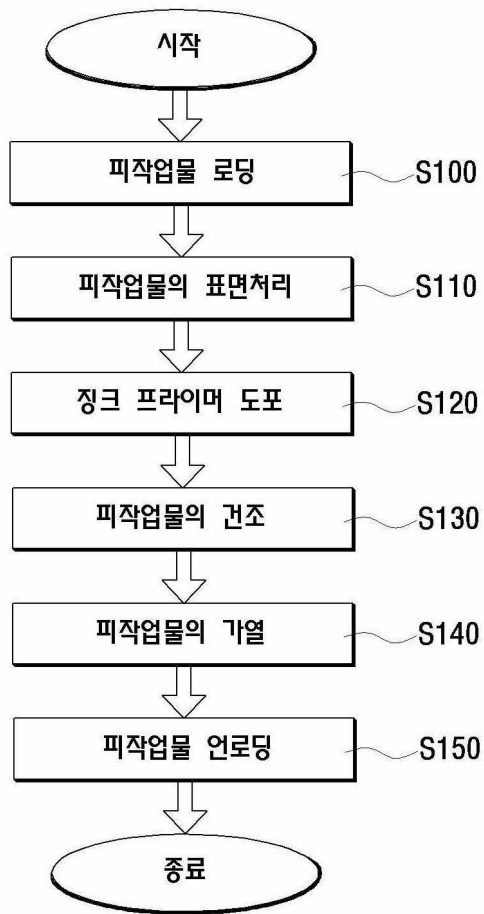 시작
피작업물 로딩 S100
피작업물의 표면처리 S110
징크 프라이머 도포 S120
피작업물의 건조 S130
피작업물의 가열 S140
피작업물 언로딩 S150
종료